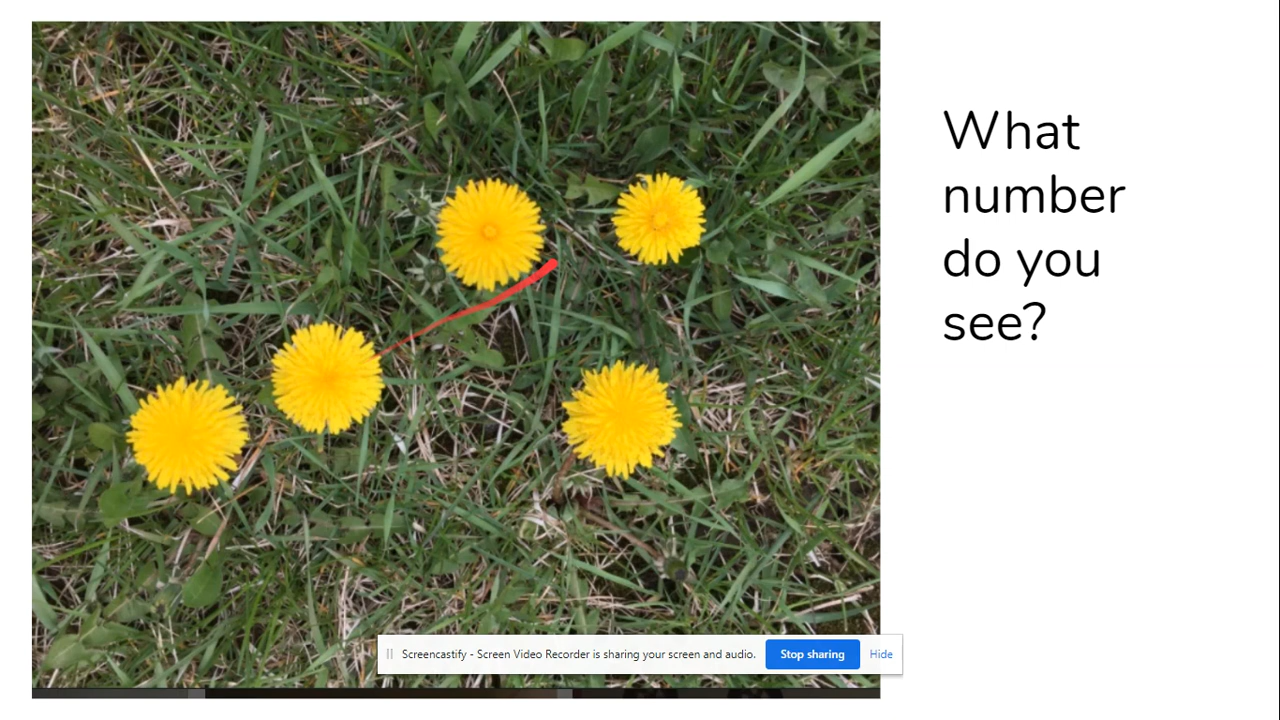 What
number
do you
see?
Screencastify - Screen Video Recorder is sharing your screen and audio. Stop sharing Hide